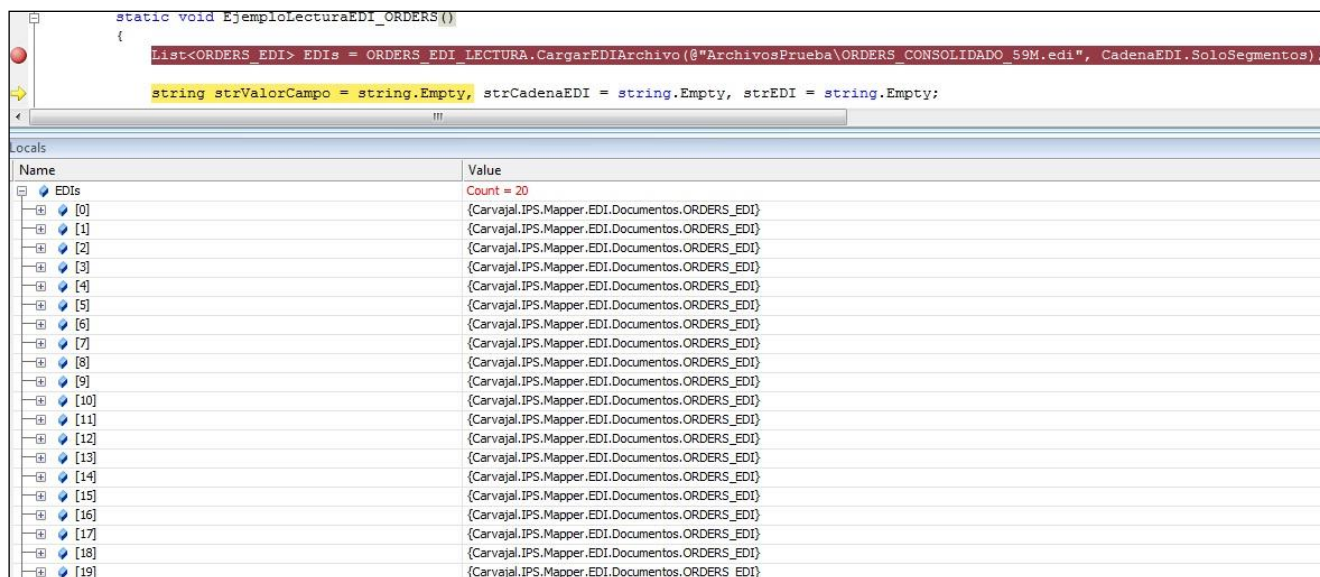 static void EjemploLecturaEDI_ORDERS()
{
List<ORDERS_EDI> EDIs = ORDERS_EDI_LECTURA.CargarEDIArchivo(@"ArchivosPrueba\ORDERS_CONSOLIDADO_59M.edi", CadenaEDI.SoloSegmentos)
string strValorCampo = string.Empty, strCadenaEDI = string.Empty, strEDI = string.Empty;
Locals
Name Value
EDIs Count = 20
[0] {Carvajal.IPS.Mapper.EDI.Documentos.ORDERS_EDI}
[1] {Carvajal.IPS.Mapper.EDI.Documentos.ORDERS_EDI}
[2] {Carvajal.IPS.Mapper.EDI.Documentos.ORDERS_EDI}
[3] {Carvajal.IPS.Mapper.EDI.Documentos.ORDERS_EDI}
[4] {Carvajal.IPS.Mapper.EDI.Documentos.ORDERS_EDI}
[5] {Carvajal.IPS.Mapper.EDI.Documentos.ORDERS_EDI}
[6] {Carvajal.IPS.Mapper.EDI.Documentos.ORDERS_EDI}
[7] {Carvajal.IPS.Mapper.EDI.Documentos.ORDERS_EDI}
[8] {Carvajal.IPS.Mapper.EDI.Documentos.ORDERS_EDI}
[9] {Carvajal.IPS.Mapper.EDI.Documentos.ORDERS_EDI}
[10] {Carvajal.IPS.Mapper.EDI.Documentos.ORDERS_EDI}
[11] {Carvajal.IPS.Mapper.EDI.Documentos.ORDERS_EDI}
[12] {Carvajal.IPS.Mapper.EDI.Documentos.ORDERS_EDI}
[13] {Carvajal.IPS.Mapper.EDI.Documentos.ORDERS_EDI}
[14] {Carvajal.IPS.Mapper.EDI.Documentos.ORDERS_EDI}
[15] {Carvajal.IPS.Mapper.EDI.Documentos.ORDERS_EDI}
[16] {Carvajal.IPS.Mapper.EDI.Documentos.ORDERS_EDI}
[17] {Carvajal.IPS.Mapper.EDI.Documentos.ORDERS_EDI}
[18] {Carvajal.IPS.Mapper.EDI.Documentos.ORDERS_EDI}
[19] {Carvajal.IPS.Mapper.EDI.Documentos.ORDERS_EDI}